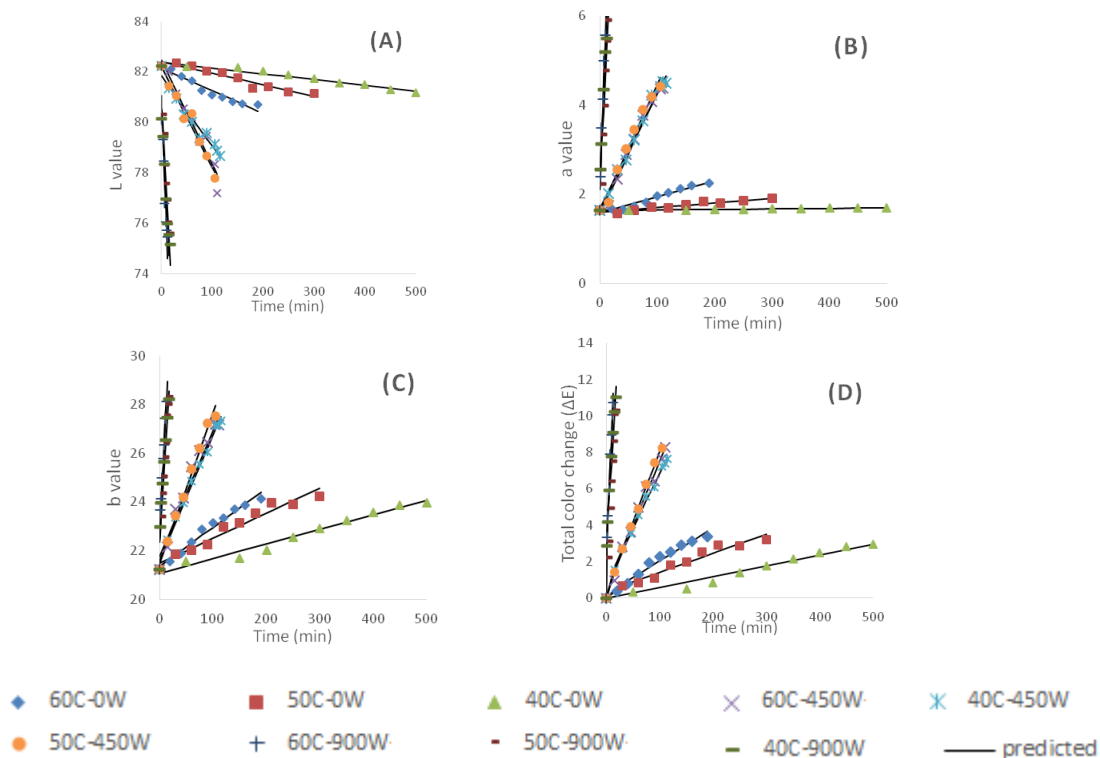 (A)
84
82
80
78
76
74
L value
0 100 200 300 400 500
Time (min)
(B)
6
4
2
0
a value
0 100 200 300 400 500
Time (min)
(C)
30
28
26
24
22
20
b value
0 100 200 300 400 500
Time (min)
(D)
14
12
10
8
6
4
2
0
Total color change (ΔE)
0 100 200 300 400 500
Time (min)
60C-0W 50C-0W 40C-0W 60C-450W 40C-450W
50C-450W 60C-900W 50C-900W 40C-900W predicted